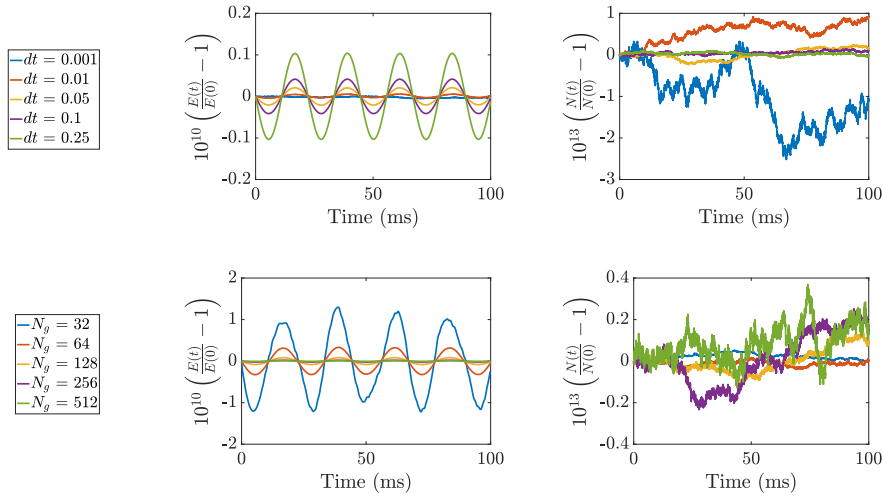 dt = 0.001
dt = 0.01
dt = 0.05
dt = 0.1
dt = 0.25
10^{10} (E(t)/E(0) − 1)
0.2
0.1
0
-0.1
-0.2
0 50 100
Time (ms)
10^{13} (N(t)/N(0) − 1)
1
0
-1
-2
-3
0 50 100
Time (ms)
N_g = 32
N_g = 64
N_g = 128
N_g = 256
N_g = 512
10^{10} (E(t)/E(0) − 1)
2
1
0
-1
-2
0 50 100
Time (ms)
10^{13} (N(t)/N(0) − 1)
0.4
0.2
0
-0.2
-0.4
0 50 100
Time (ms)